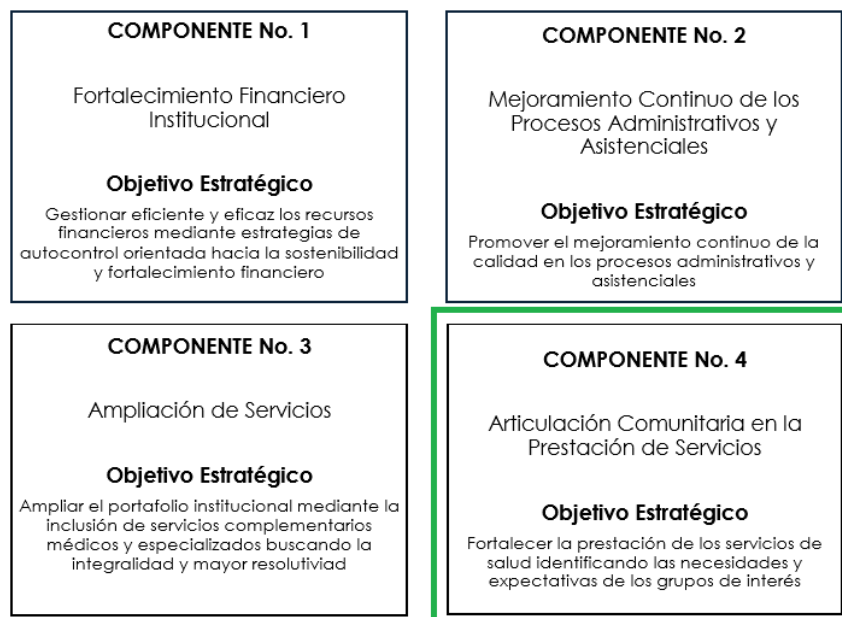 COMPONENTE No. 1
Fortalecimiento Financiero
Institucional
Objetivo Estratégico
Gestionar eficiente y eficaz los recursos
financieros mediante estrategias de
autocontrol orientada hacia la sostenibilidad
y fortalecimiento financiero
COMPONENTE No. 2
Mejoramiento Continuo de los
Procesos Administrativos y
Asistenciales
Objetivo Estratégico
Promover el mejoramiento continuo de la
calidad en los procesos administrativos y
asistenciales
COMPONENTE No. 3
Ampliación de Servicios
Objetivo Estratégico
Ampliar el portafolio institucional mediante la
inclusión de servicios complementarios
médicos y especializados buscando la
integralidad y mayor resolutiviad
COMPONENTE No. 4
Articulación Comunitaria en la
Prestación de Servicios
Objetivo Estratégico
Fortalecer la prestación de los servicios de
salud identificando las necesidades y
expectativas de los grupos de interés